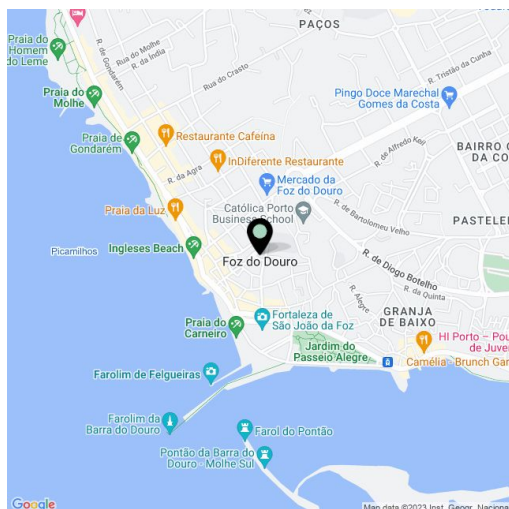 PAÇOS
Praia do
Homem
do Leme
R. de Gondarém
R. do Molhe
R. da Índia
Rua do Crasto
R. Tristão da Cunha
Praia do
Molhe
Pingo Doce Marechal
Gomes da Costa
Praia de
Gondarém
Restaurante Cafeína
R. de Alfredo Keil
BAIRRO
InDiferente Restaurante
R. da Agra
Mercado da
Foz do Douro
Praia da Luz
Católica Porto
Business School
R. de Bartolomeu Velho
PASTELE
Picamilhos
Ingleses Beach
Foz do Douro
R. de Diogo Botelho
R. da Quinta
R. Alegre
Fortaleza de
São João da Foz
GRANJA
DE BAIXO
Praia do
Carneiro
Jardim do
Passeio Alegre
HI Porto – Pou
de Juve
Camélia - Brunch Gar
Farolim de Felgueiras
Farolim da
Barra do Douro
Farol do Pontão
Pontão da Barra do
Douro - Molhe Sul
Google
Map data ©2023 Inst. Geogr. Nacional